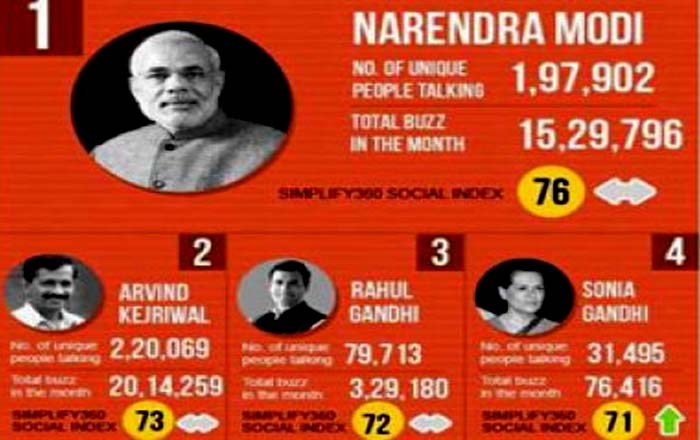 1
NARENDRA MODI
NO. OF UNIQUE
PEOPLE TALKING 1,97,902
TOTAL BUZZ
IN THE MONTH 15,29,796
SIMPLIFY360 SOCIAL INDEX 76
2
ARVIND
KEJRIWAL
No. of unique
people talking 2,20,069
Total buzz
in the month 20,14,259
SIMPLIFY360
SOCIAL INDEX 73
3
RAHUL
GANDHI
No. of unique
people talking 79,713
Total buzz
in the month 3,29,180
SIMPLIFY360
SOCIAL INDEX 72
4
SONIA
GANDHI
No. of unique
people talking 31,495
Total buzz
in the month 76,416
SIMPLIFY360
SOCIAL INDEX 71